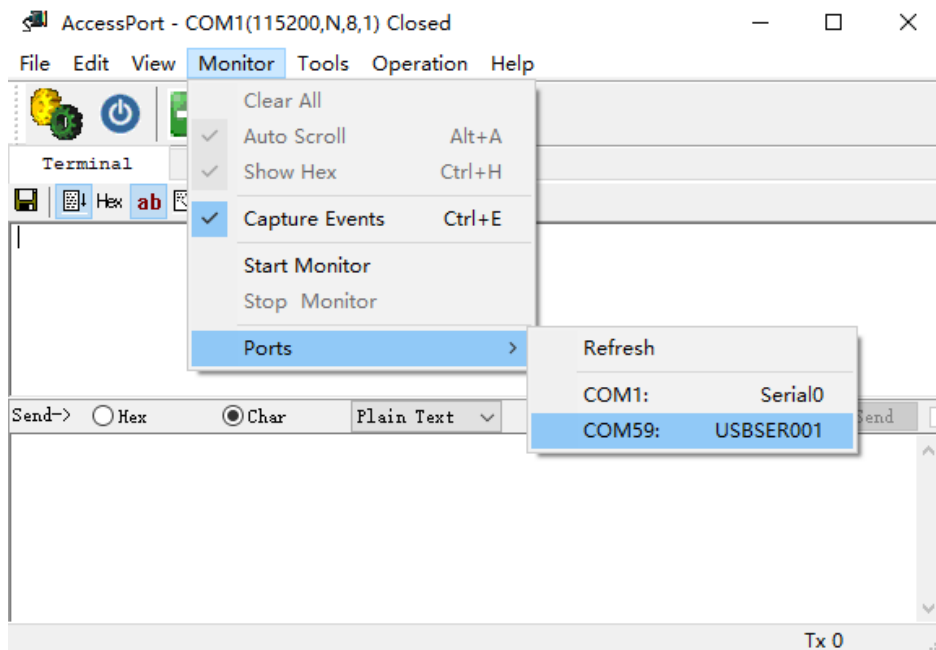 AccessPort - COM1(115200,N,8,1) Closed
File Edit View Monitor Tools Operation Help
Clear All
Auto Scroll Alt+A
Terminal
Show Hex Ctrl+H
Hex ab
Capture Events Ctrl+E
Start Monitor
Stop Monitor
Ports
Refresh
COM1: Serial0
Send-> Hex Char Plain Text Send
COM59: USBSER001
Tx 0